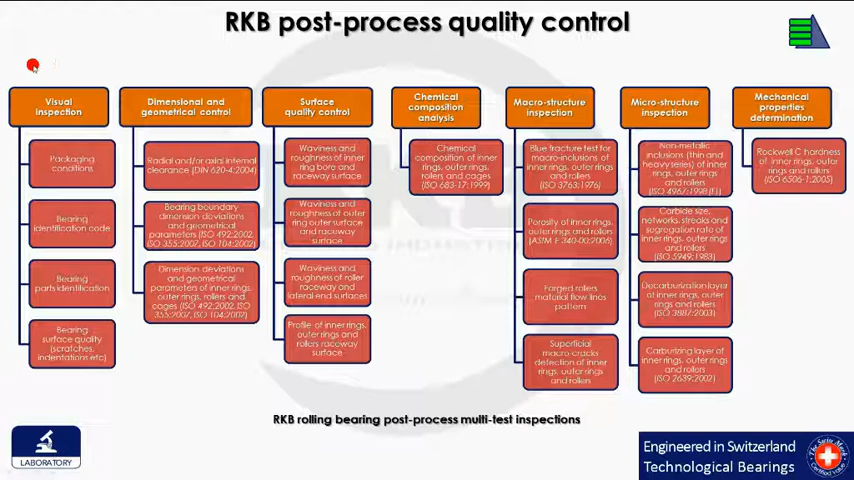 RKB post-process quality control
Visual
inspection
Packaging
conditions
Bearing
identification code
Bearing
parts identification
Bearing
surface quality
(scratches,
indentations etc)
Dimensional and
geometrical control
Radial and/or axial internal
clearance (DIN 620-4:2004)
Bearing boundary
dimension deviations
and geometrical
parameters (ISO 492:2002,
ISO 355:2007, ISO 104:2002)
Dimension deviations
and geometrical
parameters of inner rings,
outer rings, rollers and
cages (ISO 492:2002, ISO
355:2007, ISO 104:2002)
Surface
quality control
Waviness and
roughness of inner
ring bore and
raceway surface
Waviness and
roughness of outer
ring outer surface
and raceway
surface
Waviness and
roughness of roller
raceway and
lateral-end surfaces
Profile of inner rings,
outer rings and
rollers raceway
surface
Chemical
composition
analysis
Chemical
composition of inner
rings, outer rings,
rollers and cages
(ISO 683-17:1999)
Macro-structure
inspection
Blue fracture test for
macro-inclusions of
inner rings, outer rings
and rollers
(ISO 3763:1976)
Porosity of inner rings,
outer rings and rollers
(ASTM E 340-00:2006)
Forged rollers
material flow lines
pattern
Superficial
macro-cracks
detection of inner
rings, outer rings
and rollers
Micro-structure
inspection
Non-metallic
inclusions (thin and
heavy series) of inner
rings, outer rings
and rollers
(ISO 4967:1998 (E))
Carbide size,
networks, streaks and
segregation rate of
inner rings, outer rings
and rollers
(ISO 5949:1983)
Decarburization layer
of inner rings, outer
rings and rollers
(ISO 3887:2003)
Carburizing layer of
inner rings, outer rings
and rollers
(ISO 2639:2002)
Mechanical
properties
determination
Rockwell C hardness
of inner rings, outer
rings and rollers
(ISO 6508-1:2005)
RKB rolling bearing post-process multi-test inspections
LABORATORY
Engineered in Switzerland
Technological Bearings
The Swiss Mark
Certified Value